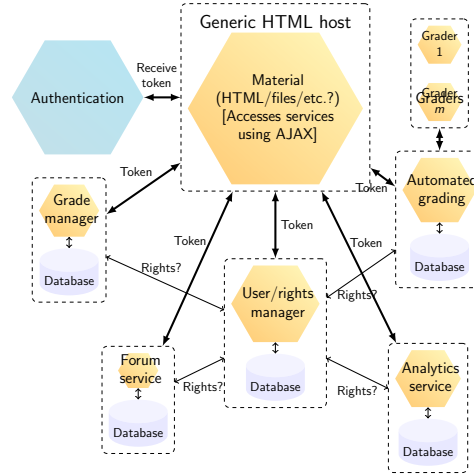 Generic HTML host
Grader
1
Grader
m
Graders
Receive
token
Authentication
Material
(HTML/files/etc.?)
[Accesses services
using AJAX]
Token
Token
Automated
grading
Database
Grade
manager
Database
Token
Token
Token
Rights?
Rights?
User/rights
manager
Database
Forum
service
Database
Rights?
Rights?
Analytics
service
Database